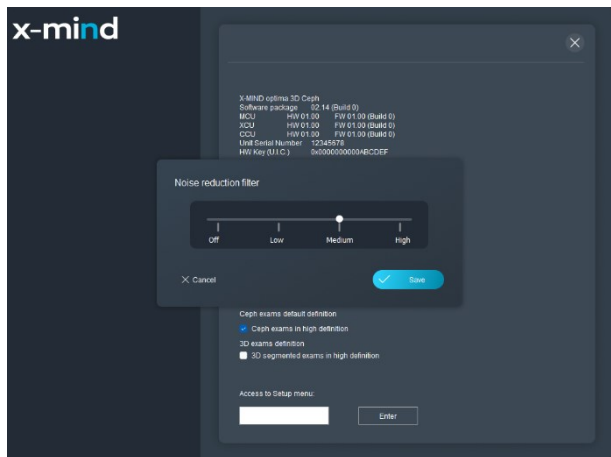 x-mind
X-MIND optima 3D Ceph
Software package 02.14 (Build 0)
MCU HW 01.00 FW 01.00 (Build 0)
XCU HW 01.00 FW 01.00 (Build 0)
CCU HW 01.00 FW 01.00 (Build 0)
Unit Serial Number 12345678
HW Key (U.I.C.) 0x0000000000ABCDEF
Noise reduction filter
Off Low Medium High
Cancel Save
Ceph exams default definition
Ceph exams in high definition
3D exams definition
3D segmented exams in high definition
Access to Setup menu:
Enter